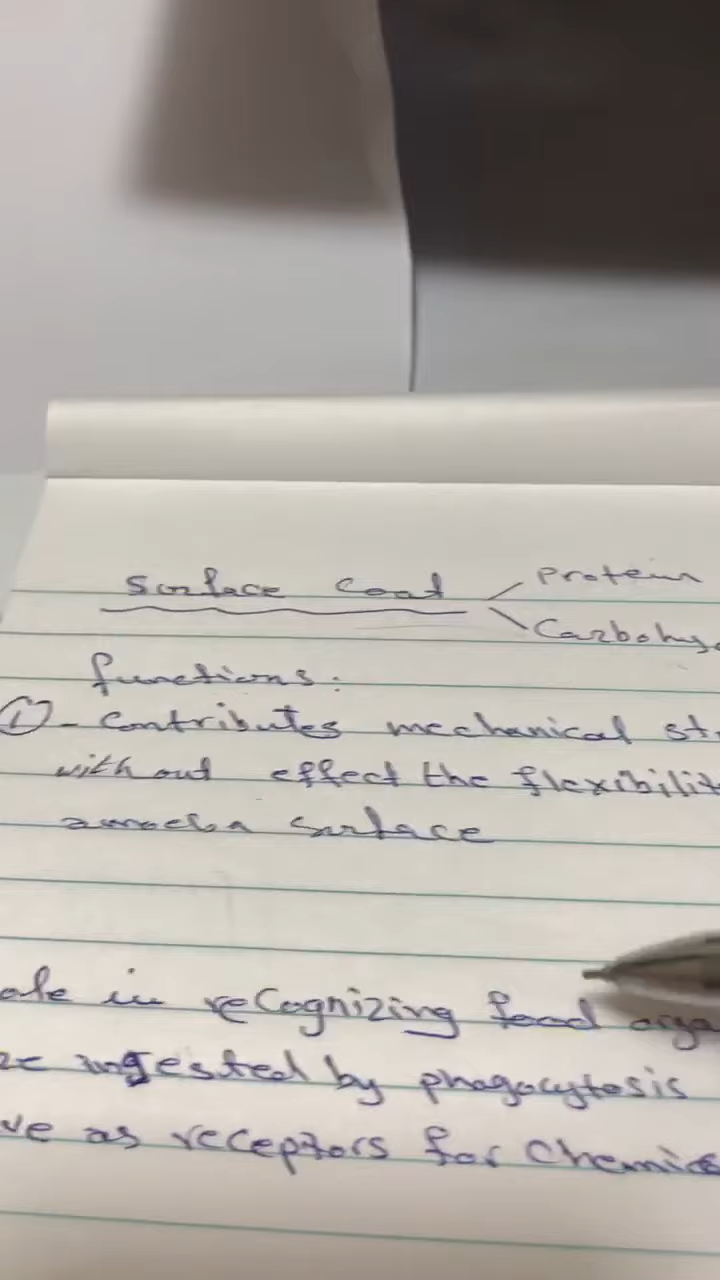 Surface Coat Protein
Carbohy
functions:
① - Contributes mechanical st
without effect the flexibilit
amoeba Surface
ole in recognizing food orga
ingested by phagocytosis
ve as receptors for Chemic